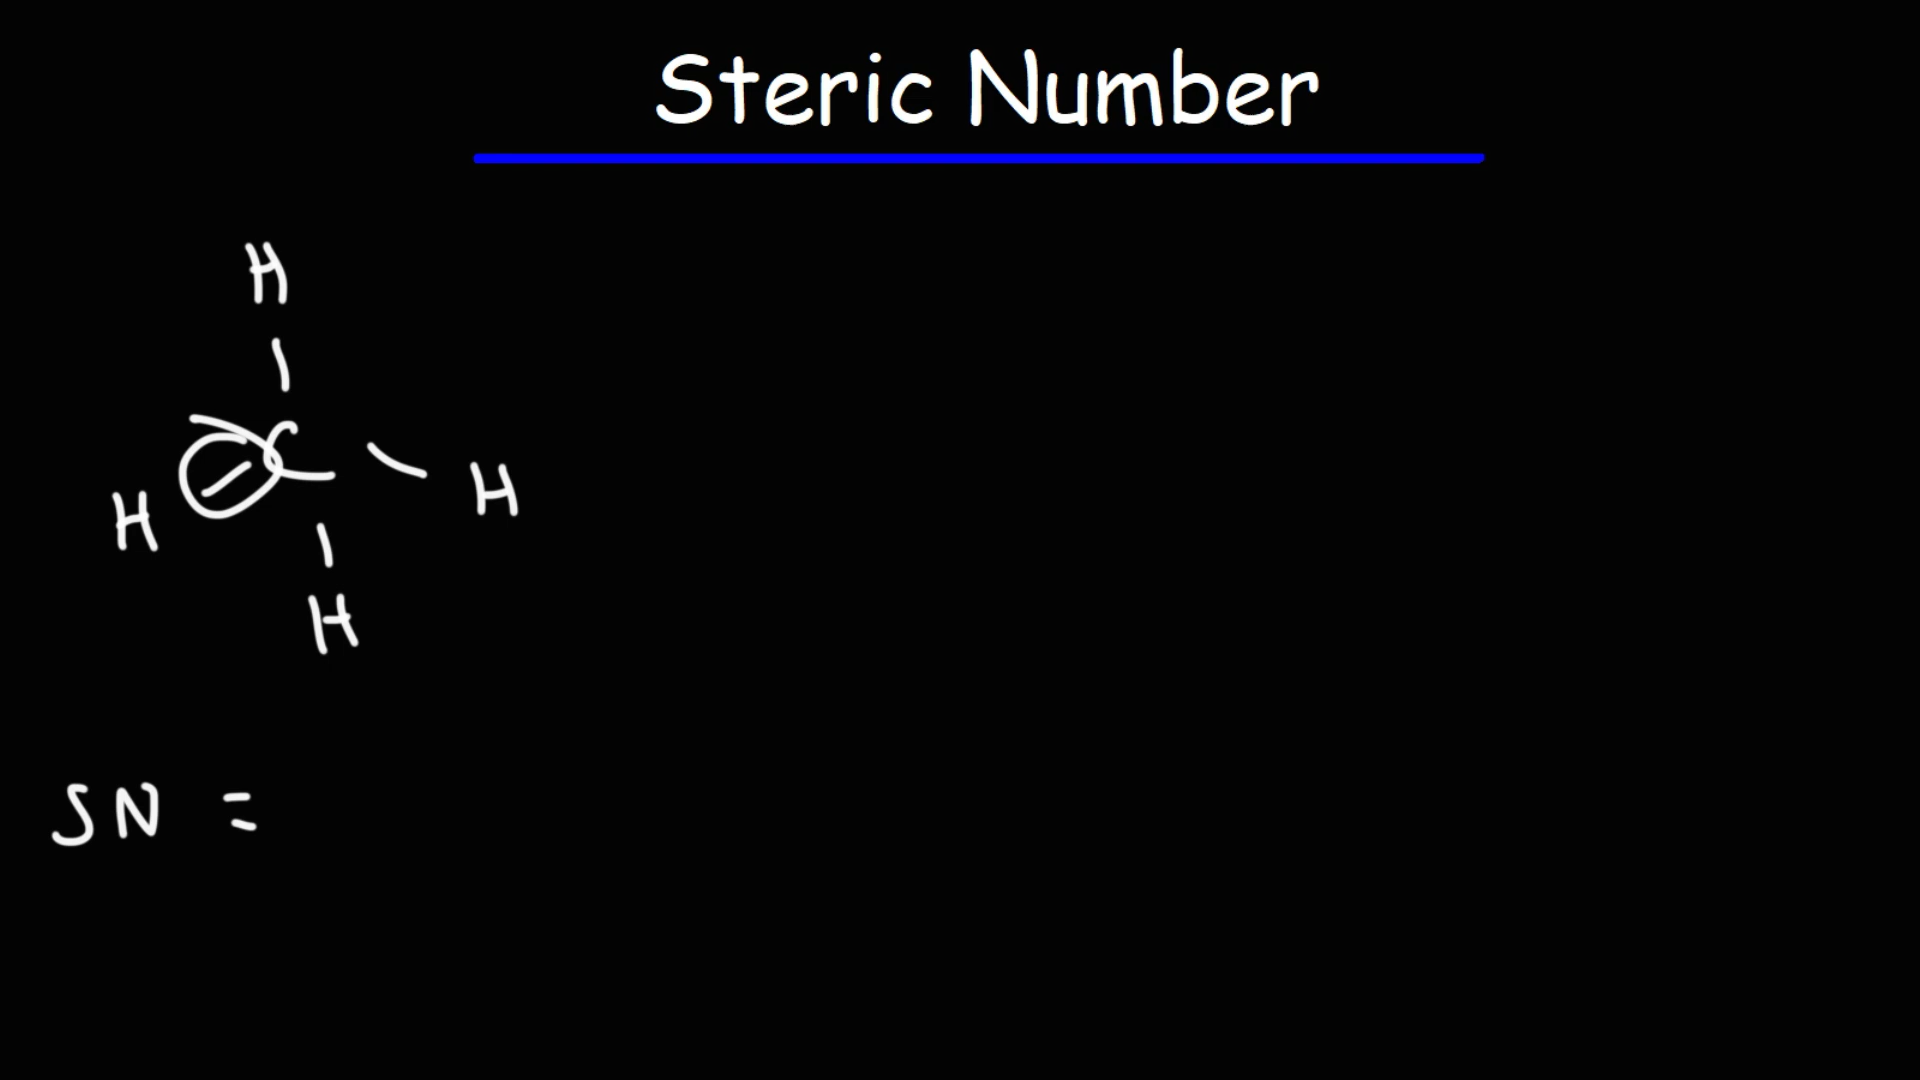 Steric Number
H
H C H
H
SN =